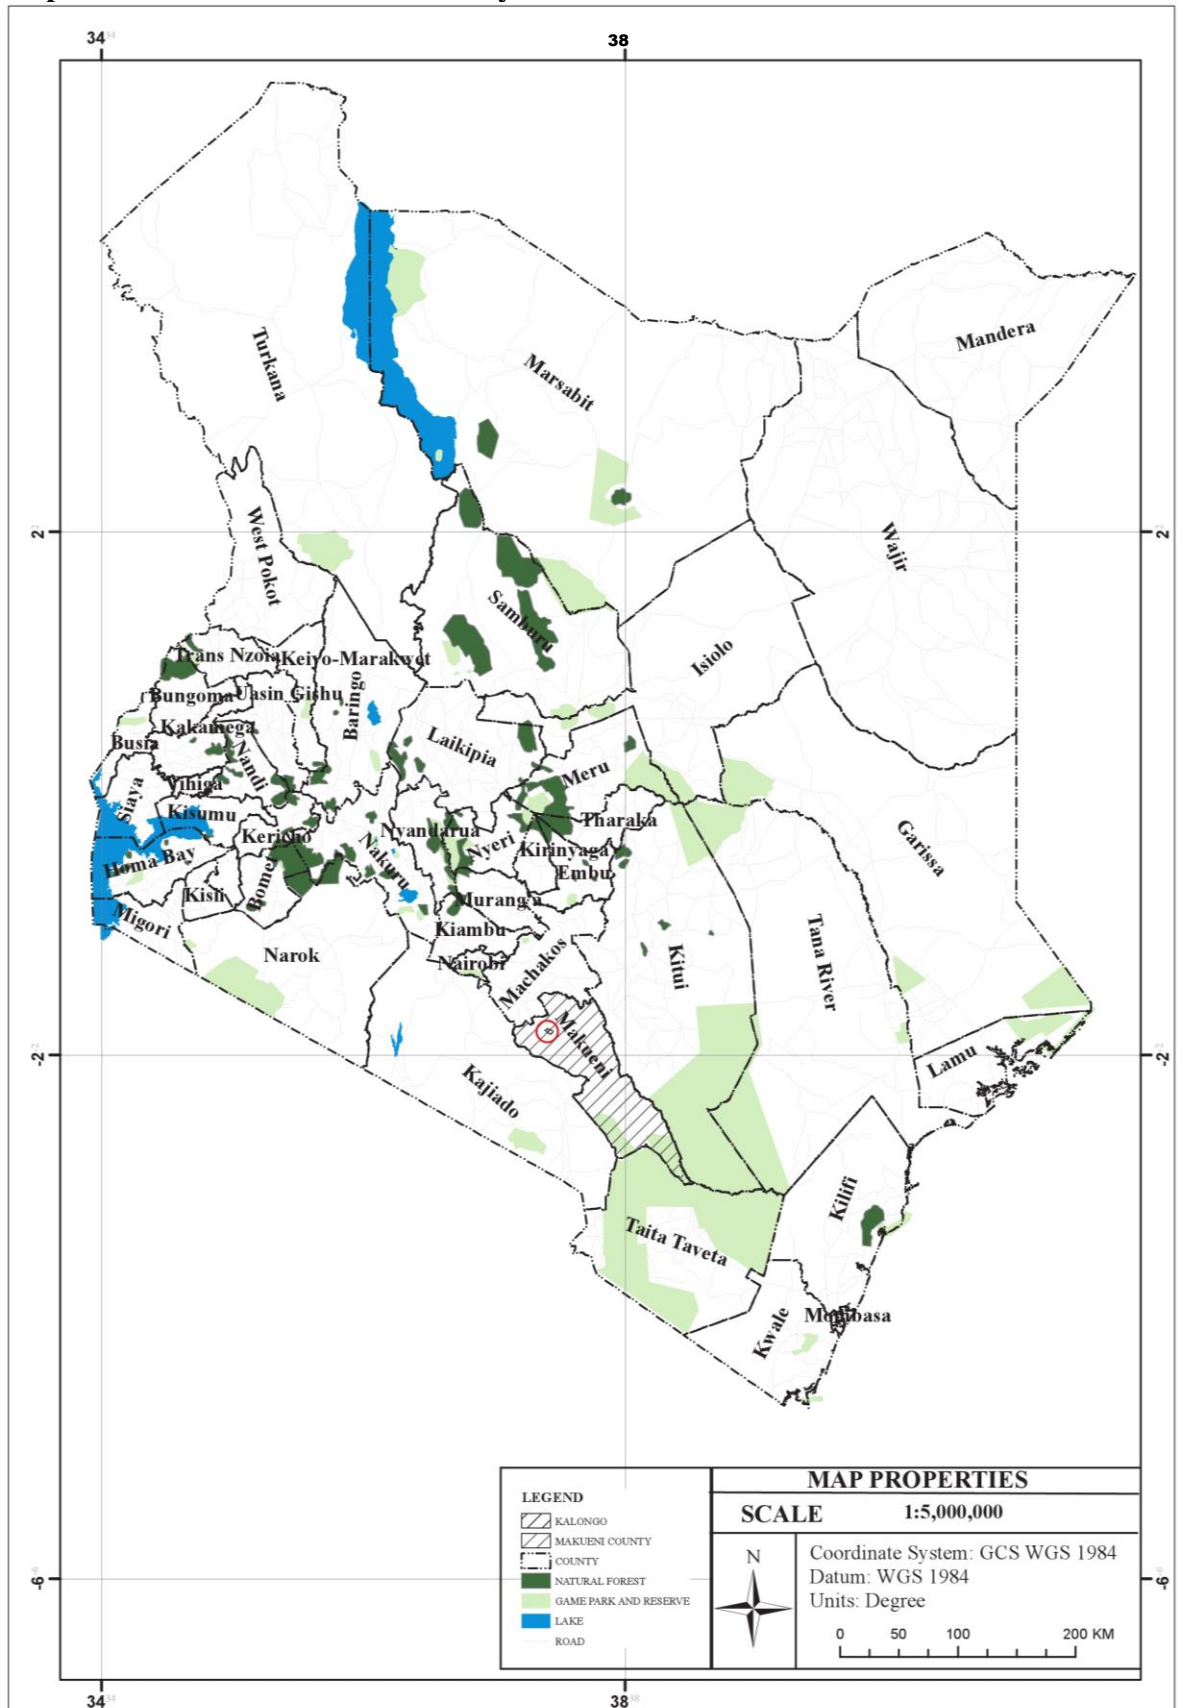 34
38
Turkana
Marsabit
Mandera
2
2
West Pokot
Wajir
Samburu
Isiolo
Trans Nzoia
Keiyo-Marakwet
Bungoma
Uasin Gishu
Baringo
Kakamega
Busia
Nandi
Laikipia
Meru
Siaya
Vihiga
Kisumu
Nyandarua
Tharaka
Garissa
Kericho
Nyeri
Kirinyaga
Homa Bay
Nakuru
Embu
Bomet
Kisii
Murang'a
Migori
Kiambu
Tana River
Narok
Nairobi
Machakos
Kitui
Makueni
-2
-2
Lamu
Kajiado
Kilifi
Taita Taveta
Mombasa
Kwale
LEGEND
KALONGO
MAKUENI COUNTY
COUNTY
NATURAL FOREST
GAME PARK AND RESERVE
LAKE
ROAD
MAP PROPERTIES
SCALE 1:5,000,000
N
Coordinate System: GCS WGS 1984
Datum: WGS 1984
Units: Degree
0 50 100 200 KM
-6
-6
34
38